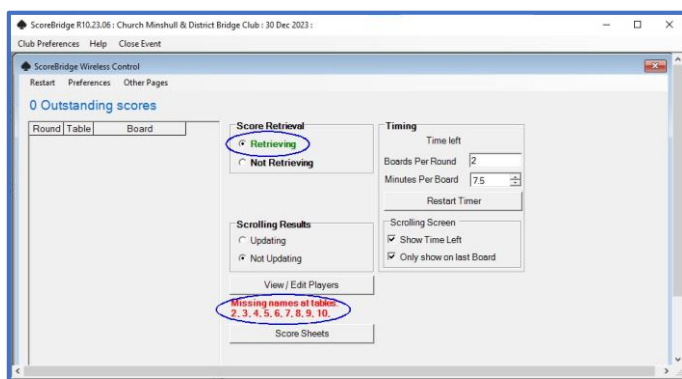 ScoreBridge R10.23.06 : Church Minshull & District Bridge Club : 30 Dec 2023 :
Club Preferences Help Close Event
ScoreBridge Wireless Control
Restart Preferences Other Pages
0 Outstanding scores
Round Table Board
Score Retrieval
Retrieving
Not Retrieving
Timing
Time left
Boards Per Round 2
Minutes Per Board 7.5
Restart Timer
Scrolling Results
Updating
Not Updating
Scrolling Screen
Show Time Left
Only show on last Board
View / Edit Players
Missing names at tables:
2, 3, 4, 5, 6, 7, 8, 9, 10,
Score Sheets